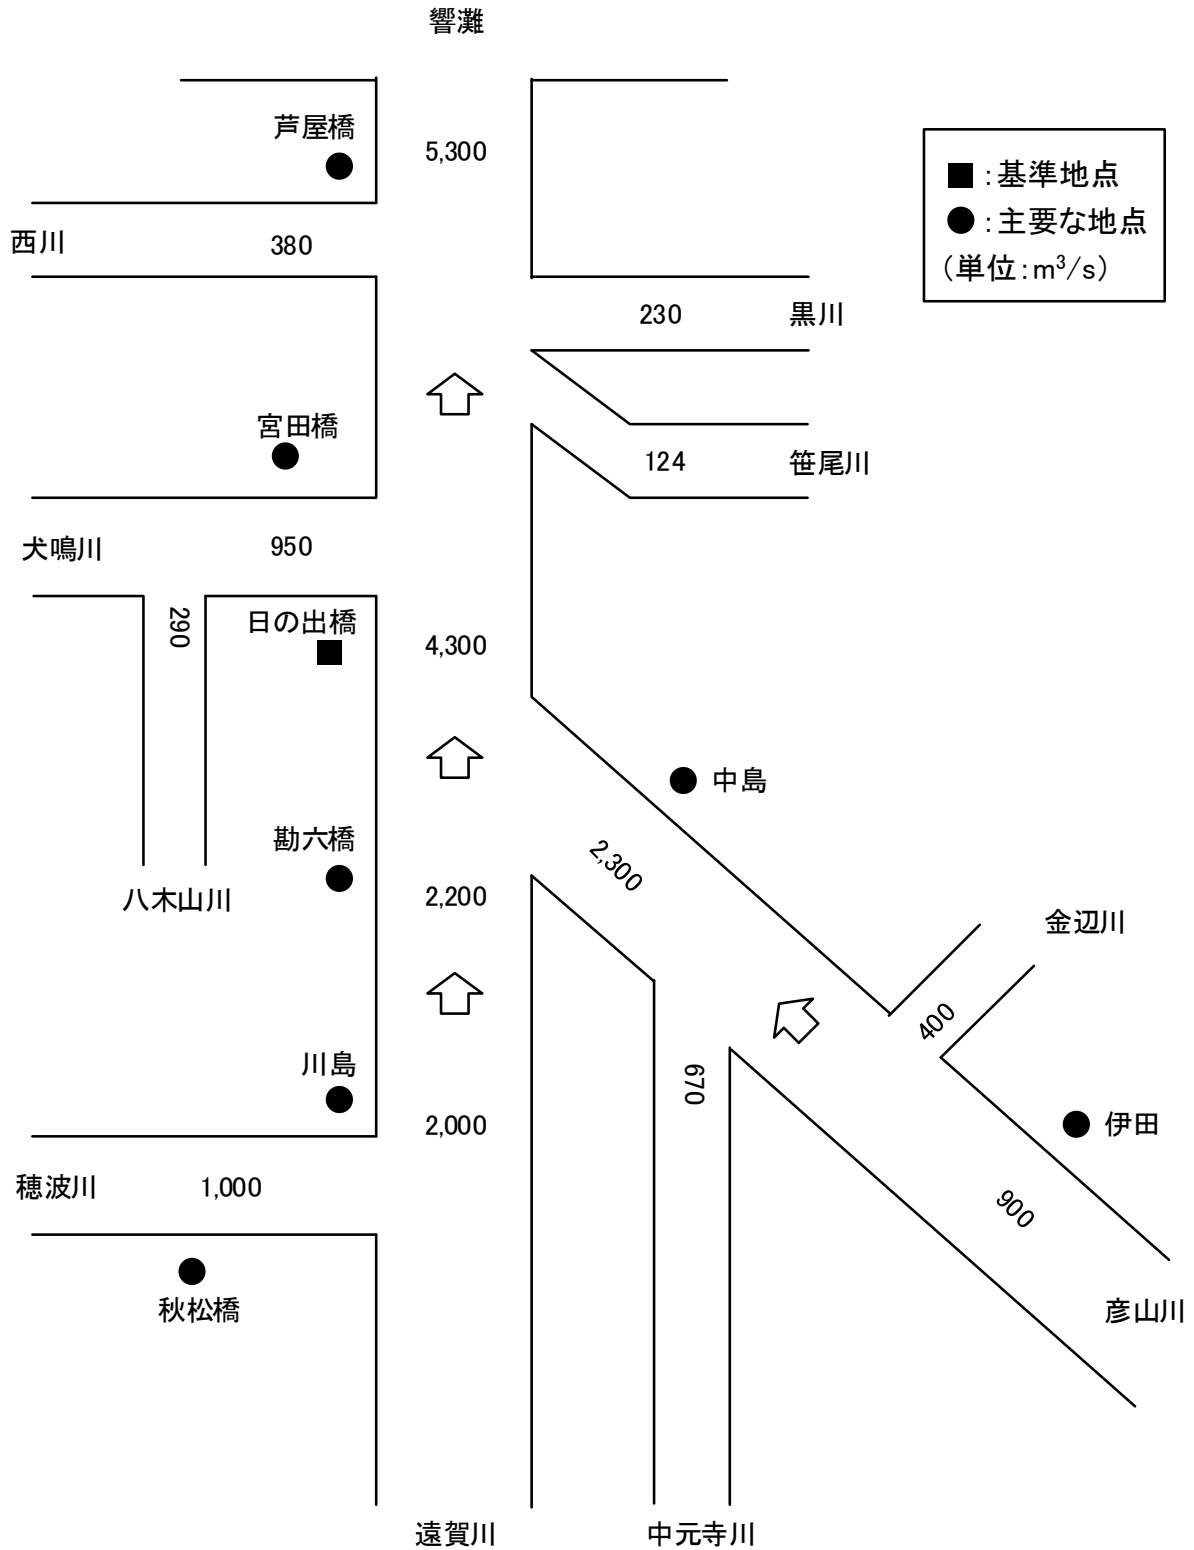 響灘
芦屋橋
5,300
■:基準地点
●:主要な地点
(単位:m³/s)
西川
380
230
黒川
宮田橋
124
笹尾川
犬鳴川
950
290
日の出橋
4,300
中島
勘六橋
2,300
八木山川
2,200
金辺川
400
川島
670
2,000
伊田
穂波川
1,000
900
秋松橋
彦山川
遠賀川
中元寺川